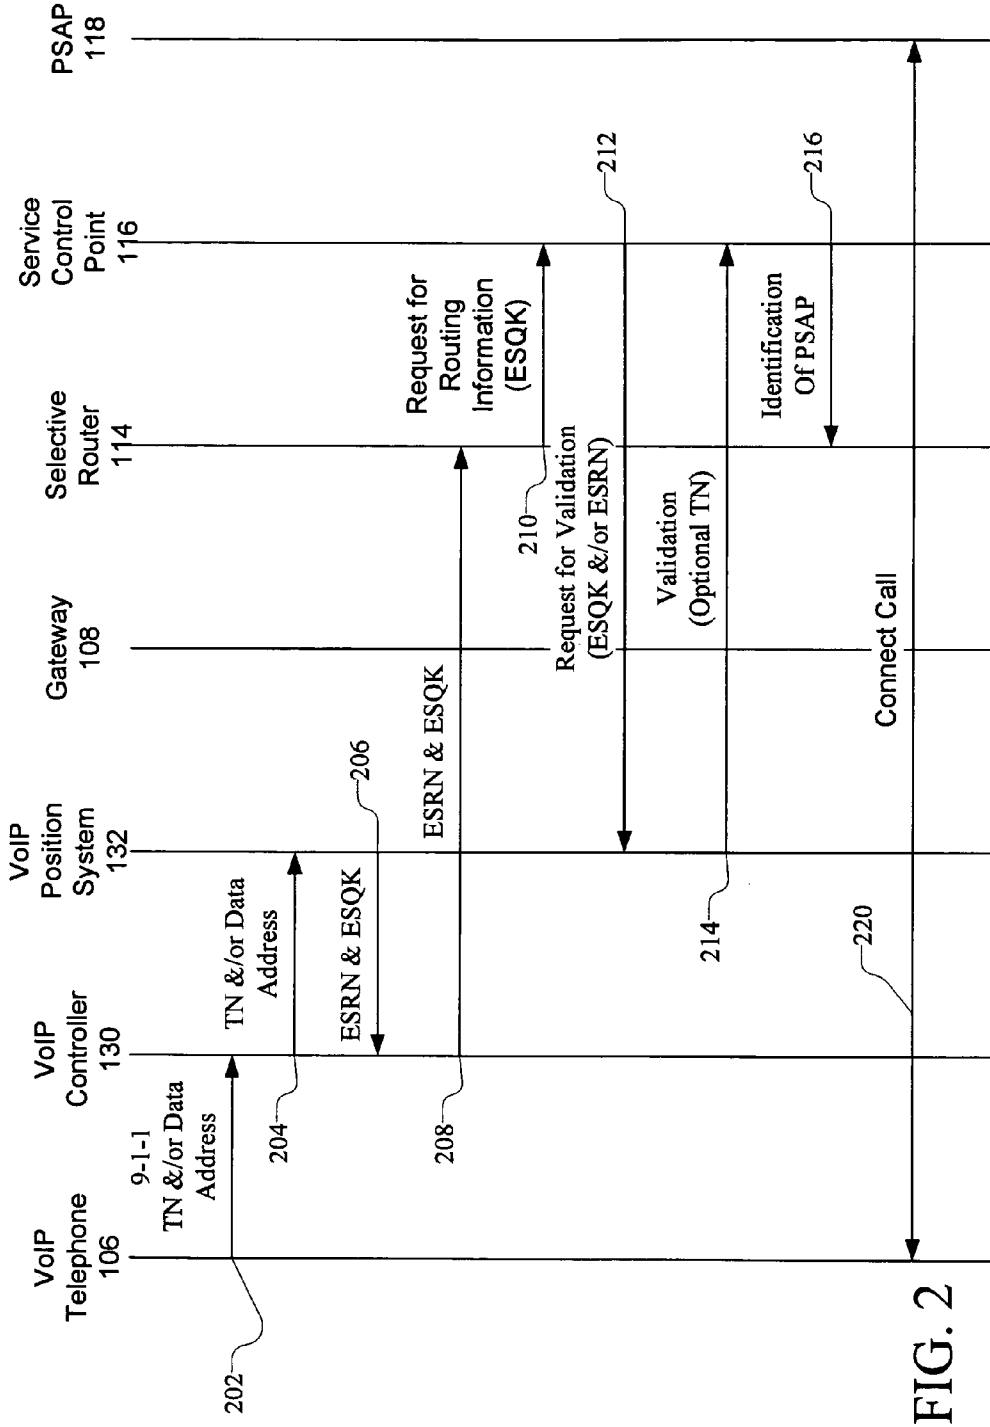 VoIP
Telephone
106
VoIP
Controller
130
VoIP
Position
System
132
Gateway
108
Selective
Router
114
Service
Control
Point
116
PSAP
118
202
9-1-1
TN &/or Data
Address
204
TN &/or Data
Address
206
ESRN & ESQK
208
ESRN & ESQK
210
Request for
Routing
Information
(ESQK)
212
Request for Validation
(ESQK &/or ESRN)
214
Validation
(Optional TN)
216
Identification
Of PSAP
220
Connect Call
FIG. 2